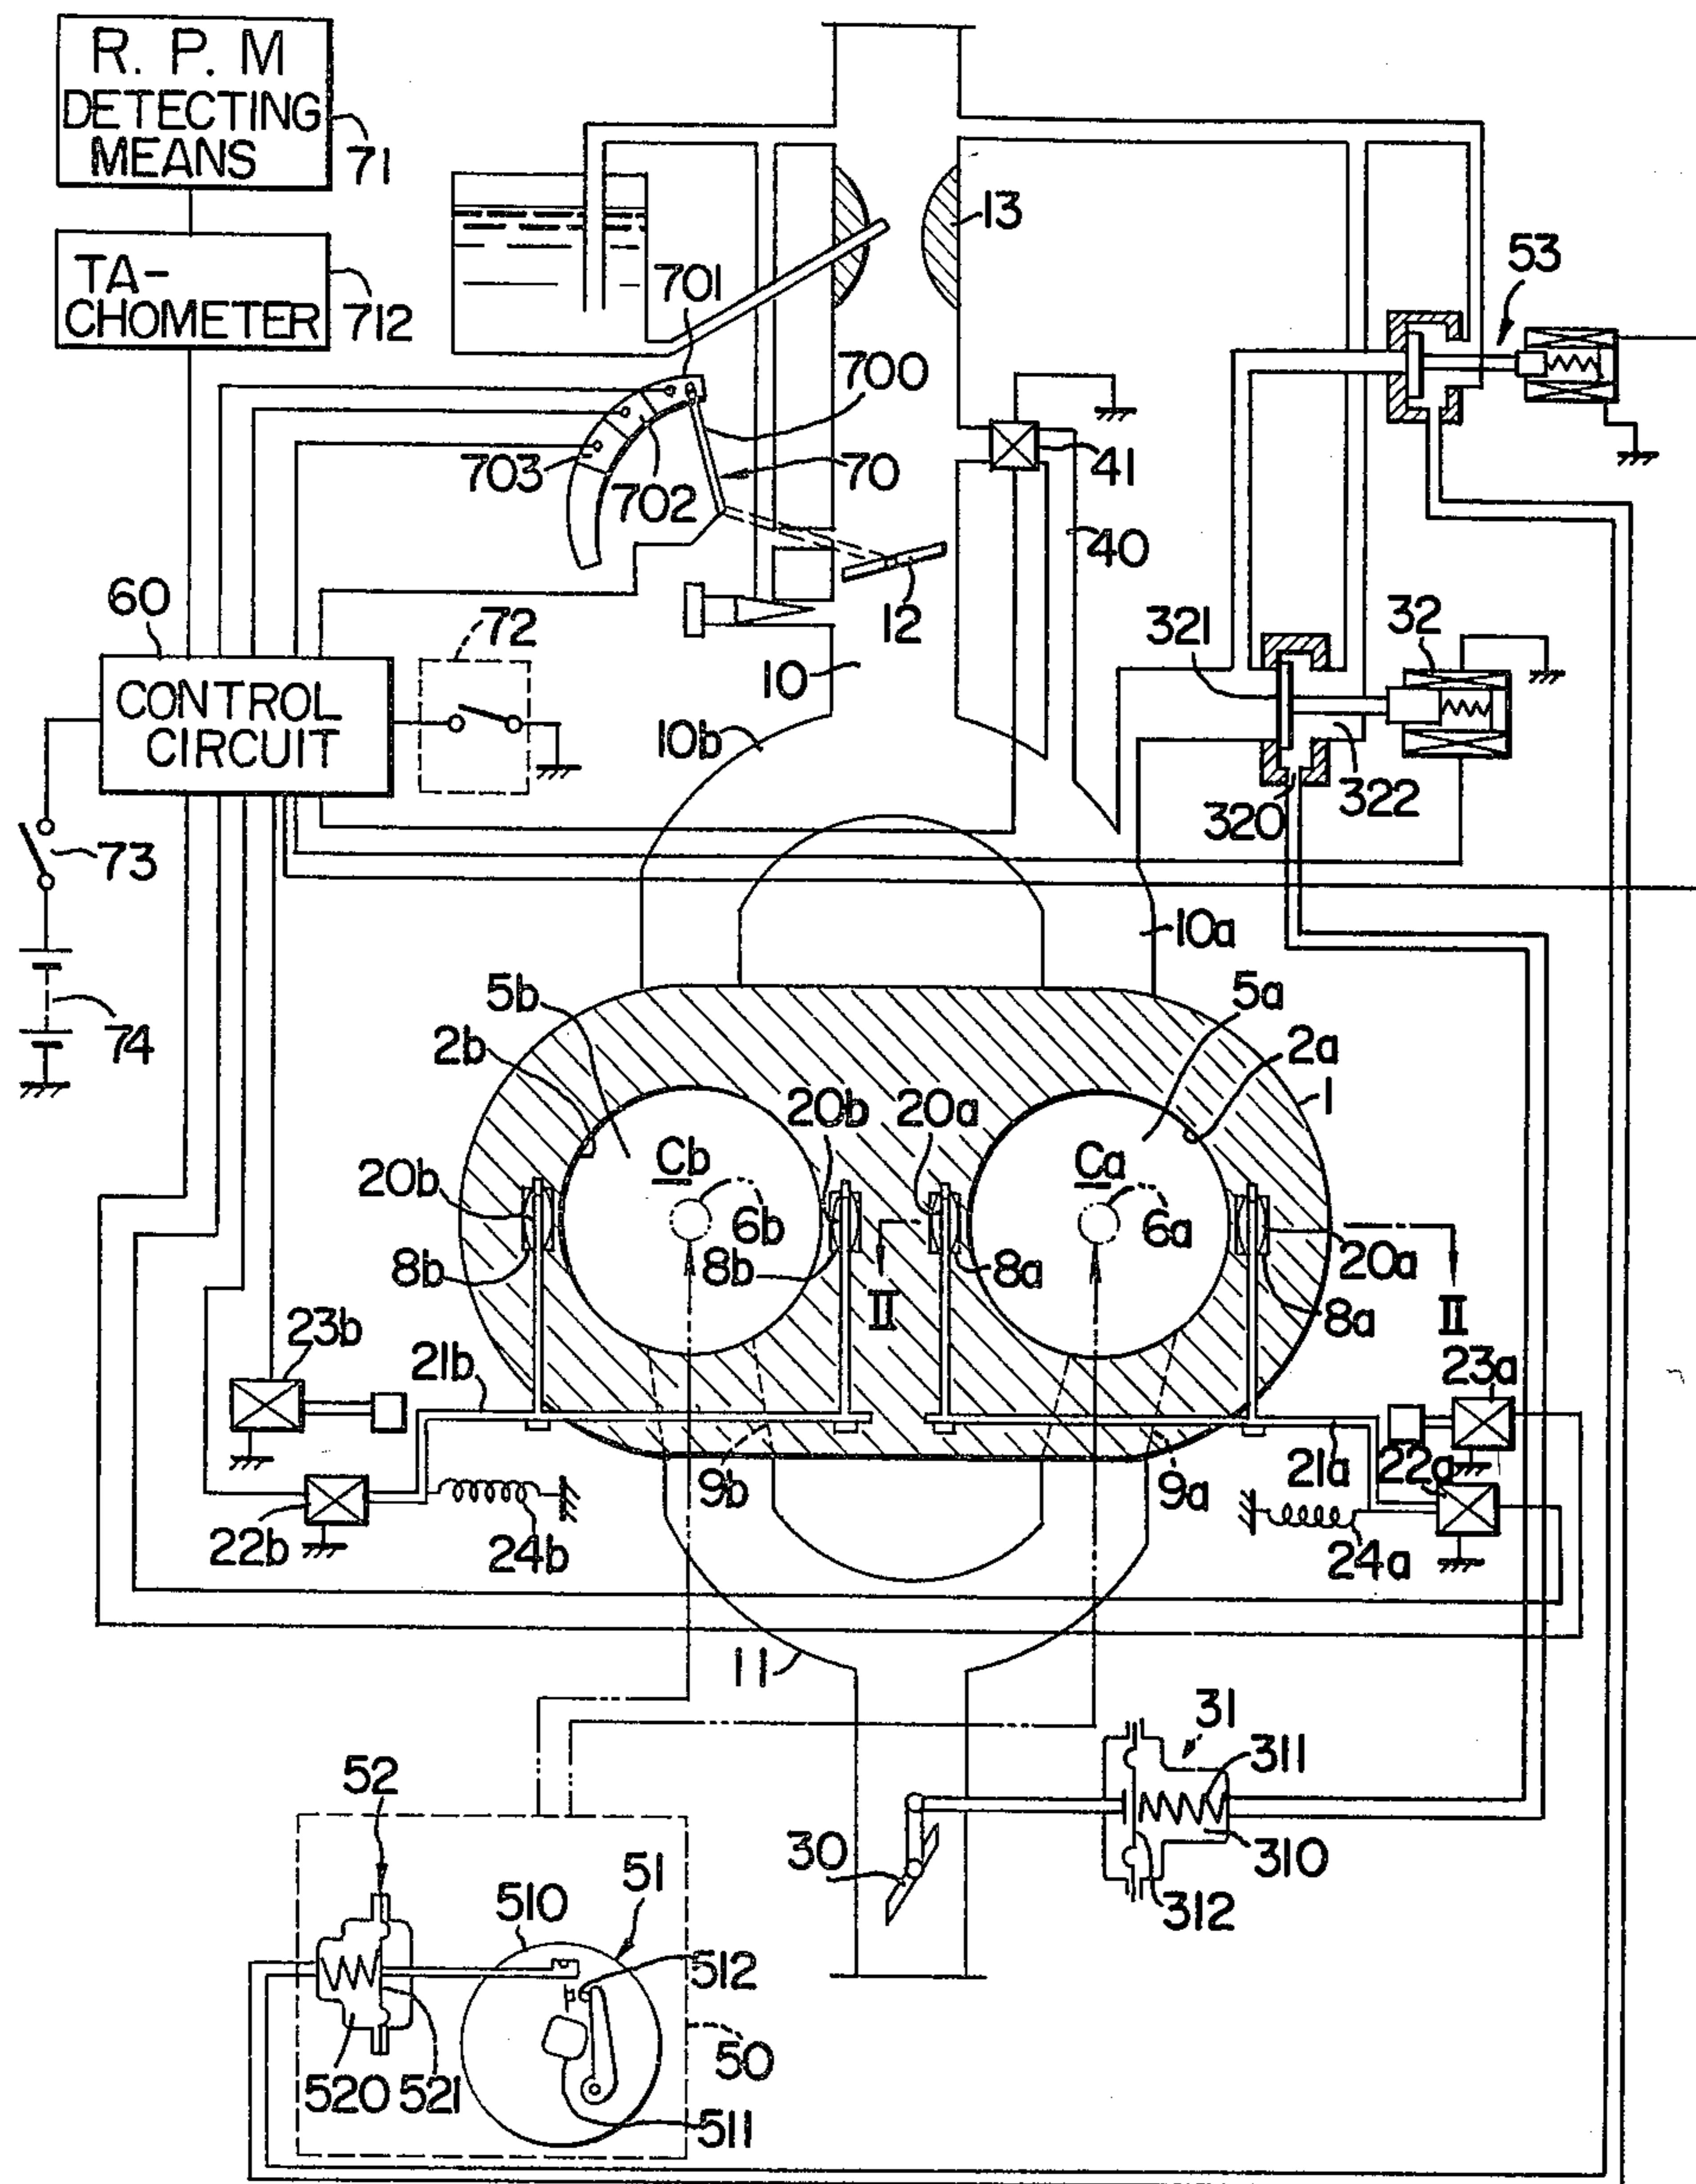 R. P. M
DETECTING
MEANS
71
TA-
CHOMETER
712
13
53
701
700
703
702
70
41
40
12
60
72
321
32
CONTROL
CIRCUIT
10
10b
320
322
73
10a
74
5b
5a
2b
2a
20b
20a
1
Cb
Ca
20b
6b
6a
20a
8b
8b
8a
8a
II
II
23b
21b
23a
9b
9a
21a
22a
22b
24b
24a
11
31
311
52
30
310
510
51
312
512
50
520
521
511